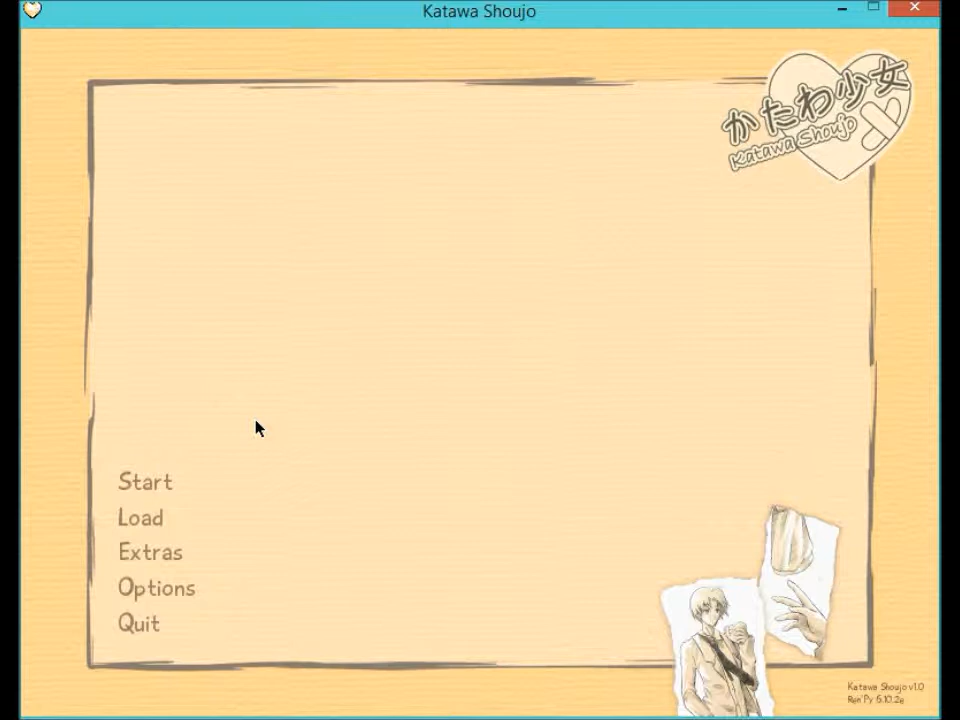 Katawa Shoujo
かたわ少女
Katawa Shoujo
Start
Load
Extras
Options
Quit
Katawa Shoujo v1.0
Ren'Py 6.10.2e